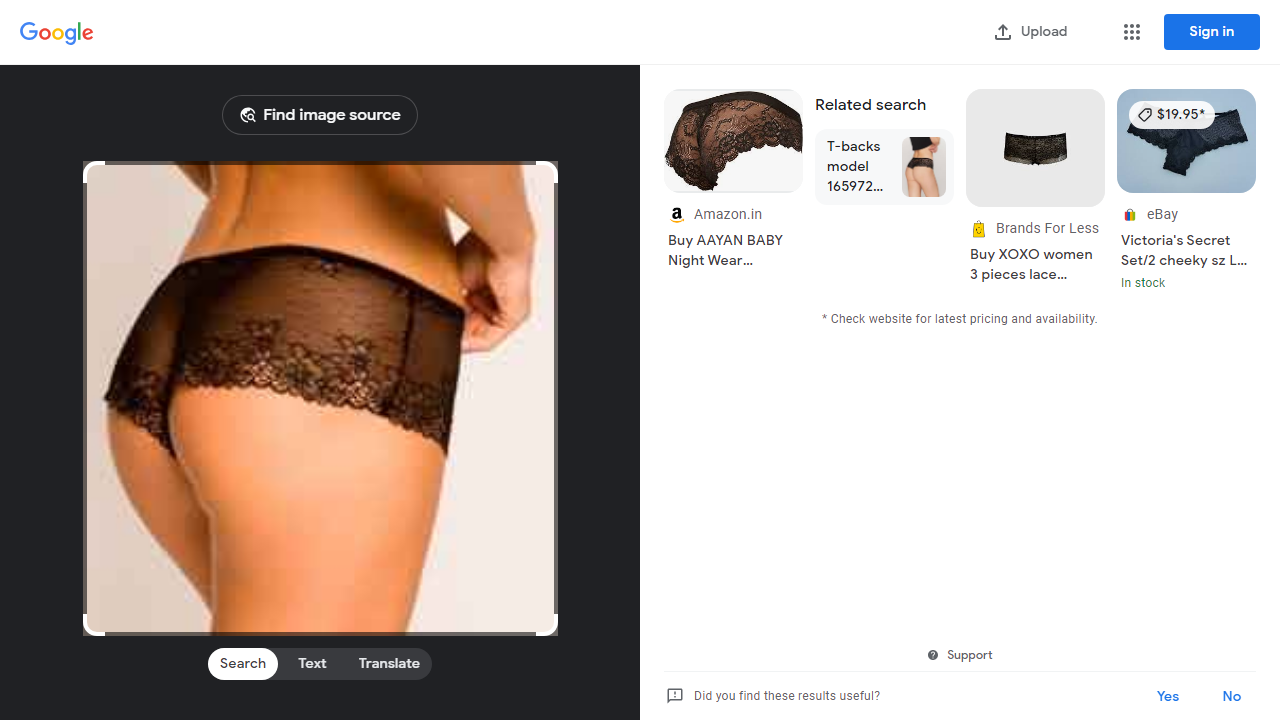 Google
Upload
Sign in
Find image source
Search
Text
Translate
Amazon.in
Buy AAYAN BABY
Night Wear...
Related search
T-backs
model
165972...
Brands For Less
Buy XOXO women
3 pieces lace...
$19.95*
eBay
Victoria's Secret
Set/2 cheeky sz L...
In stock
* Check website for latest pricing and availability.
Support
Did you find these results useful?
Yes
No